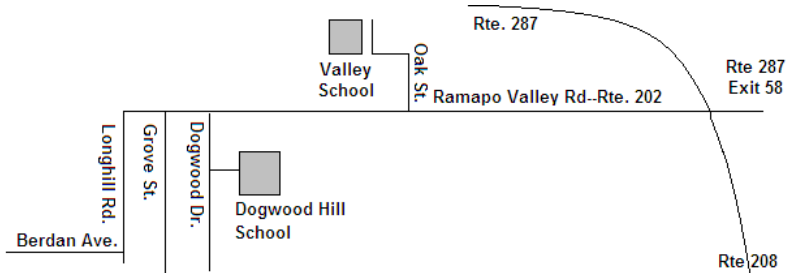 Rte. 287
Valley
School
Oak St.
Rte 287
Exit 58
Ramapo Valley Rd--Rte. 202
Longhill Rd.
Grove St.
Dogwood Dr.
Dogwood Hill
School
Berdan Ave.
Rte 208